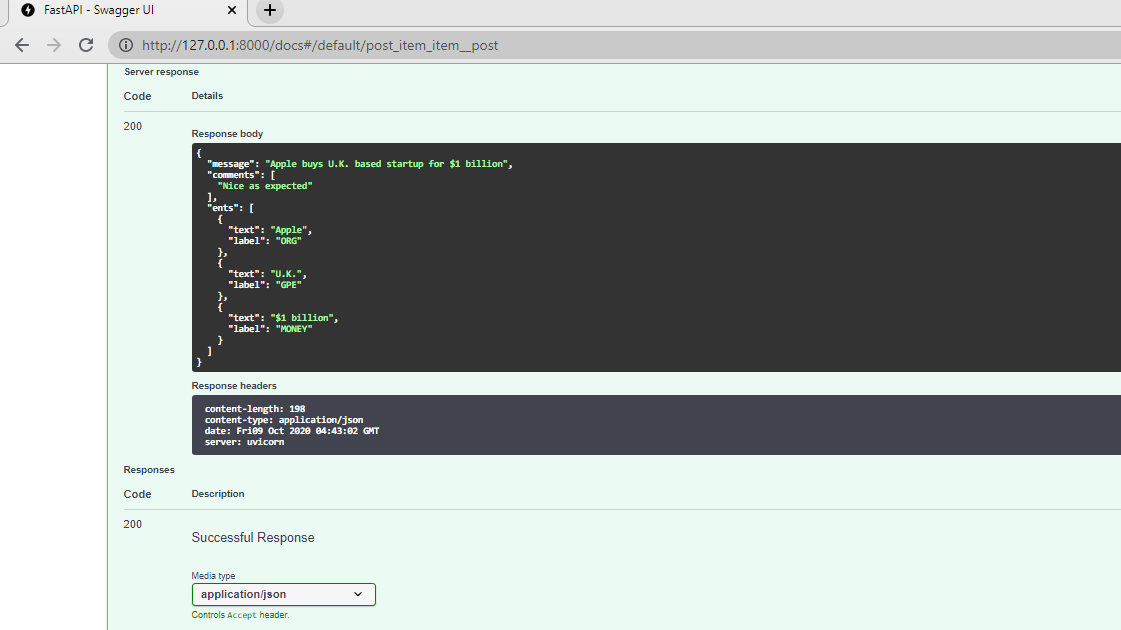 FastAPI - Swagger UI
http://127.0.0.1:8000/docs#/default/post_item_item__post
Server response
Code Details
200
Response body
{
"message": "Apple buys U.K. based startup for $1 billion",
"comments": [
"Nice as expected"
],
"ents": [
{
"text": "Apple",
"label": "ORG"
},
{
"text": "U.K.",
"label": "GPE"
},
{
"text": "$1 billion",
"label": "MONEY"
}
]
}
Response headers
content-length: 198
content-type: application/json
date: Fri09 Oct 2020 04:43:02 GMT
server: uvicorn
Responses
Code Description
200
Successful Response
Media type
application/json
Controls Accept header.